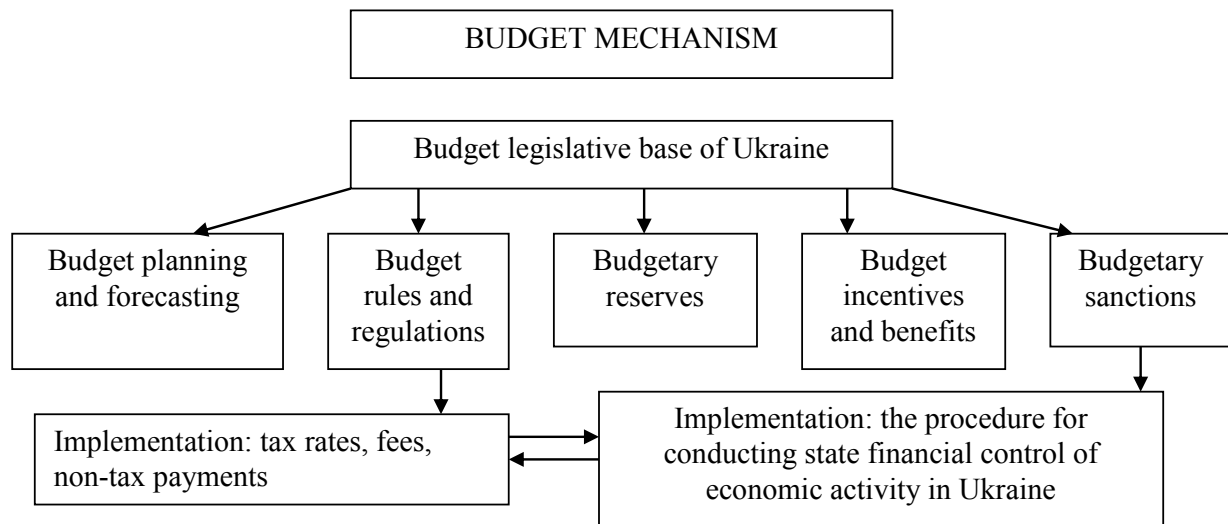 BUDGET MECHANISM
Budget legislative base of Ukraine
Budget planning
and forecasting
Budget
rules and
regulations
Budgetary
reserves
Budget
incentives
and benefits
Budgetary
sanctions
Implementation: tax rates, fees,
non-tax payments
Implementation: the procedure for
conducting state financial control of
economic activity in Ukraine